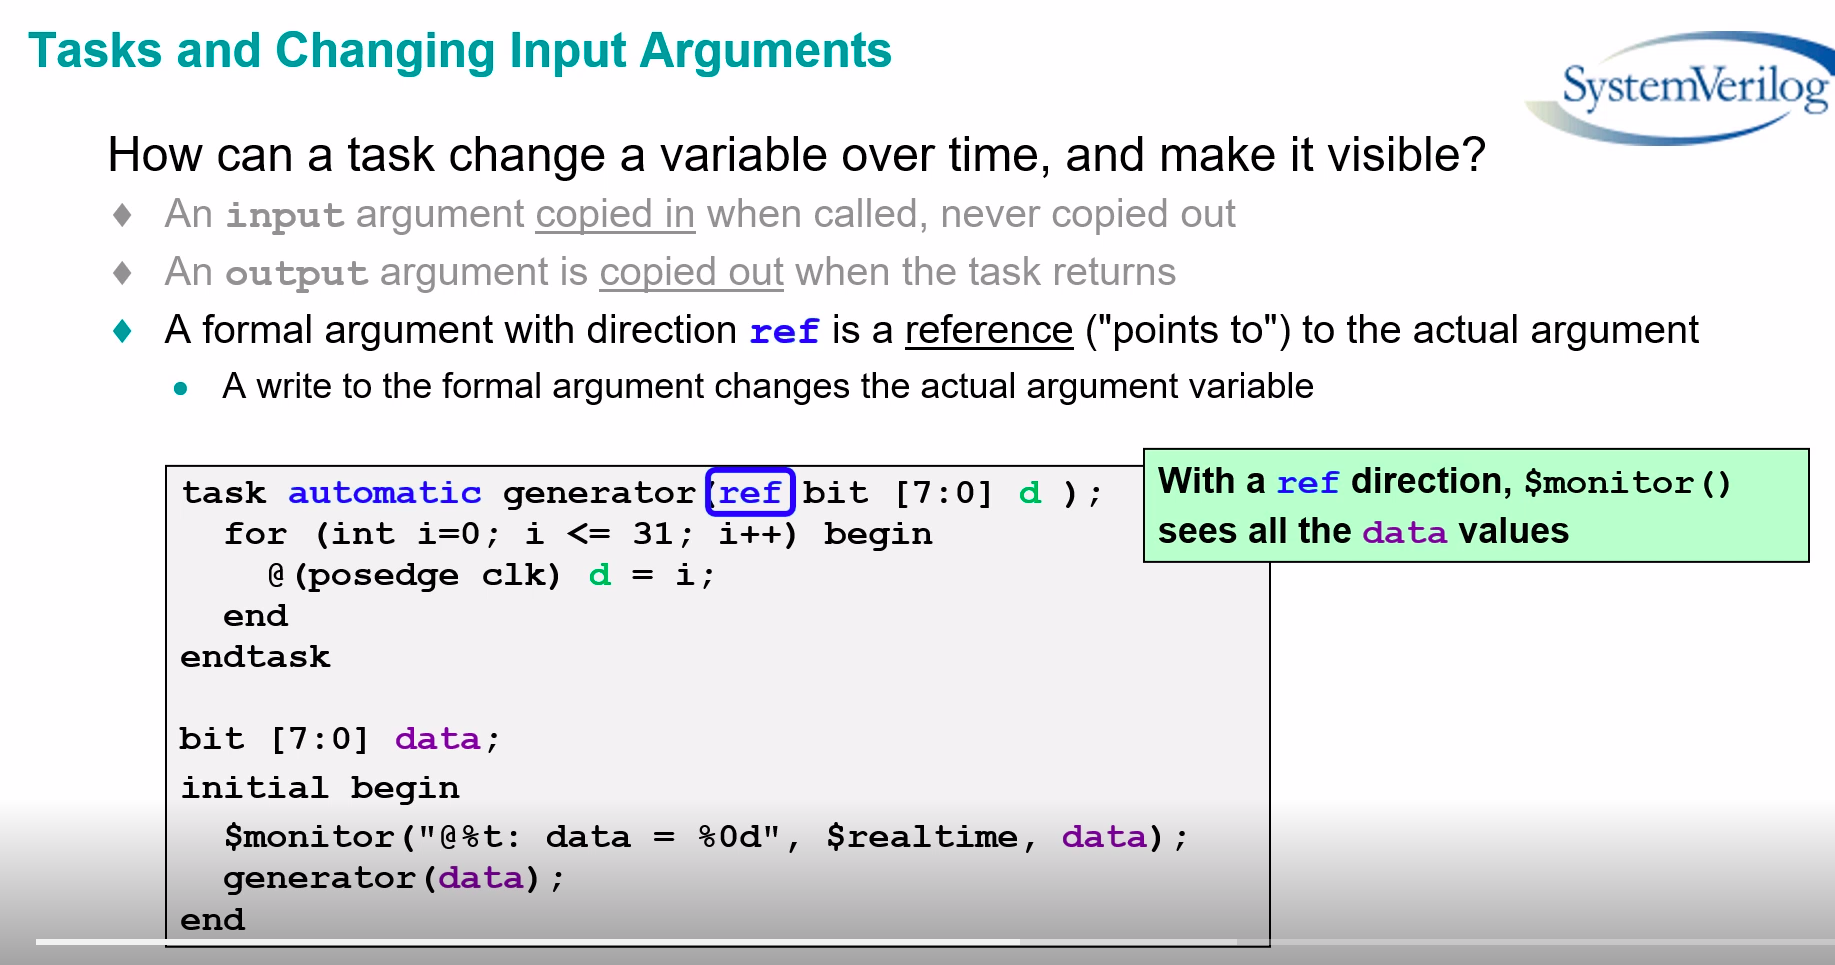 Tasks and Changing Input Arguments
SystemVerilog
How can a task change a variable over time, and make it visible?
♦ An input argument copied in when called, never copied out
♦ An output argument is copied out when the task returns
♦ A formal argument with direction ref is a reference ("points to") to the actual argument
• A write to the formal argument changes the actual argument variable
task automatic generator(ref bit [7:0] d );
  for (int i=0; i <= 31; i++) begin
    @(posedge clk) d = i;
  end
endtask
With a ref direction, $monitor()
sees all the data values
bit [7:0] data;
initial begin
  $monitor("@%t: data = %0d", $realtime, data);
  generator(data);
end